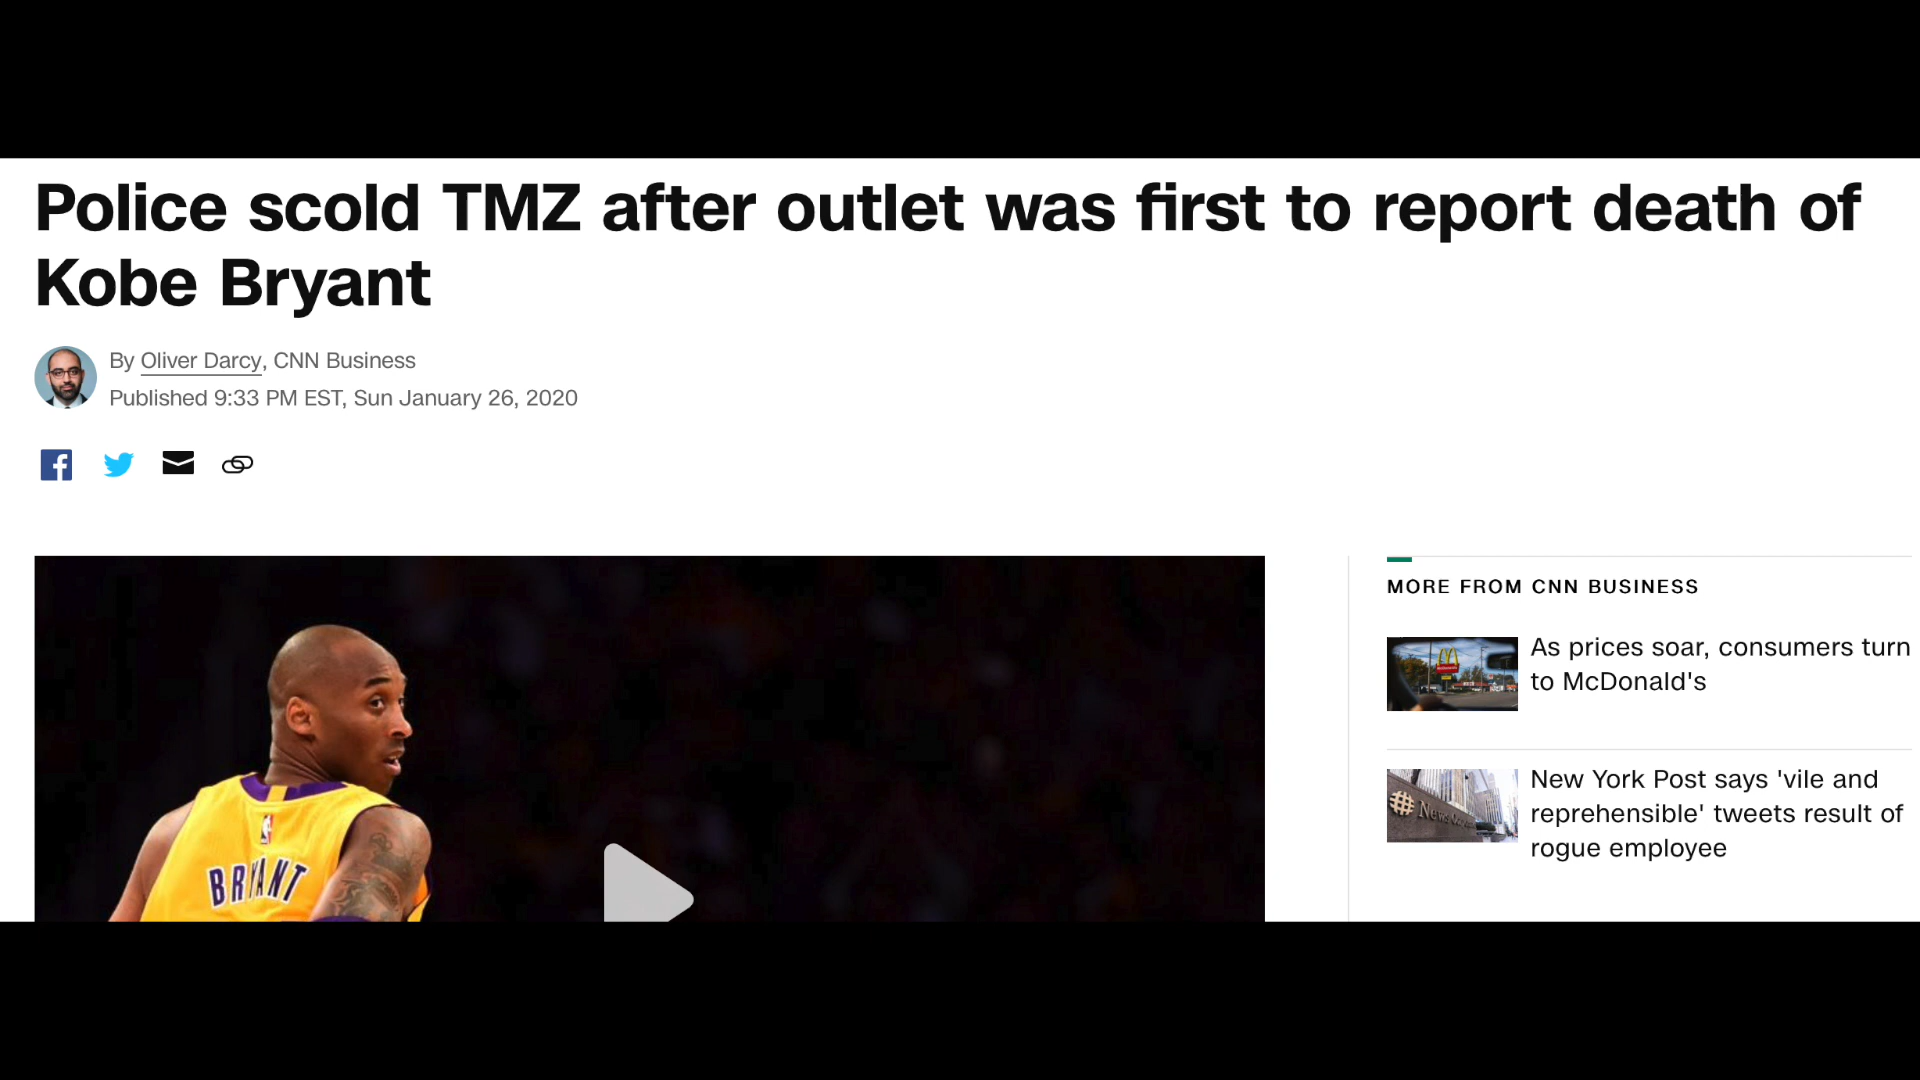 Police scold TMZ after outlet was first to report death of
Kobe Bryant
By Oliver Darcy, CNN Business
Published 9:33 PM EST, Sun January 26, 2020
MORE FROM CNN BUSINESS
As prices soar, consumers turn
to McDonald's
New York Post says 'vile and
reprehensible' tweets result of
rogue employee
BRYANT